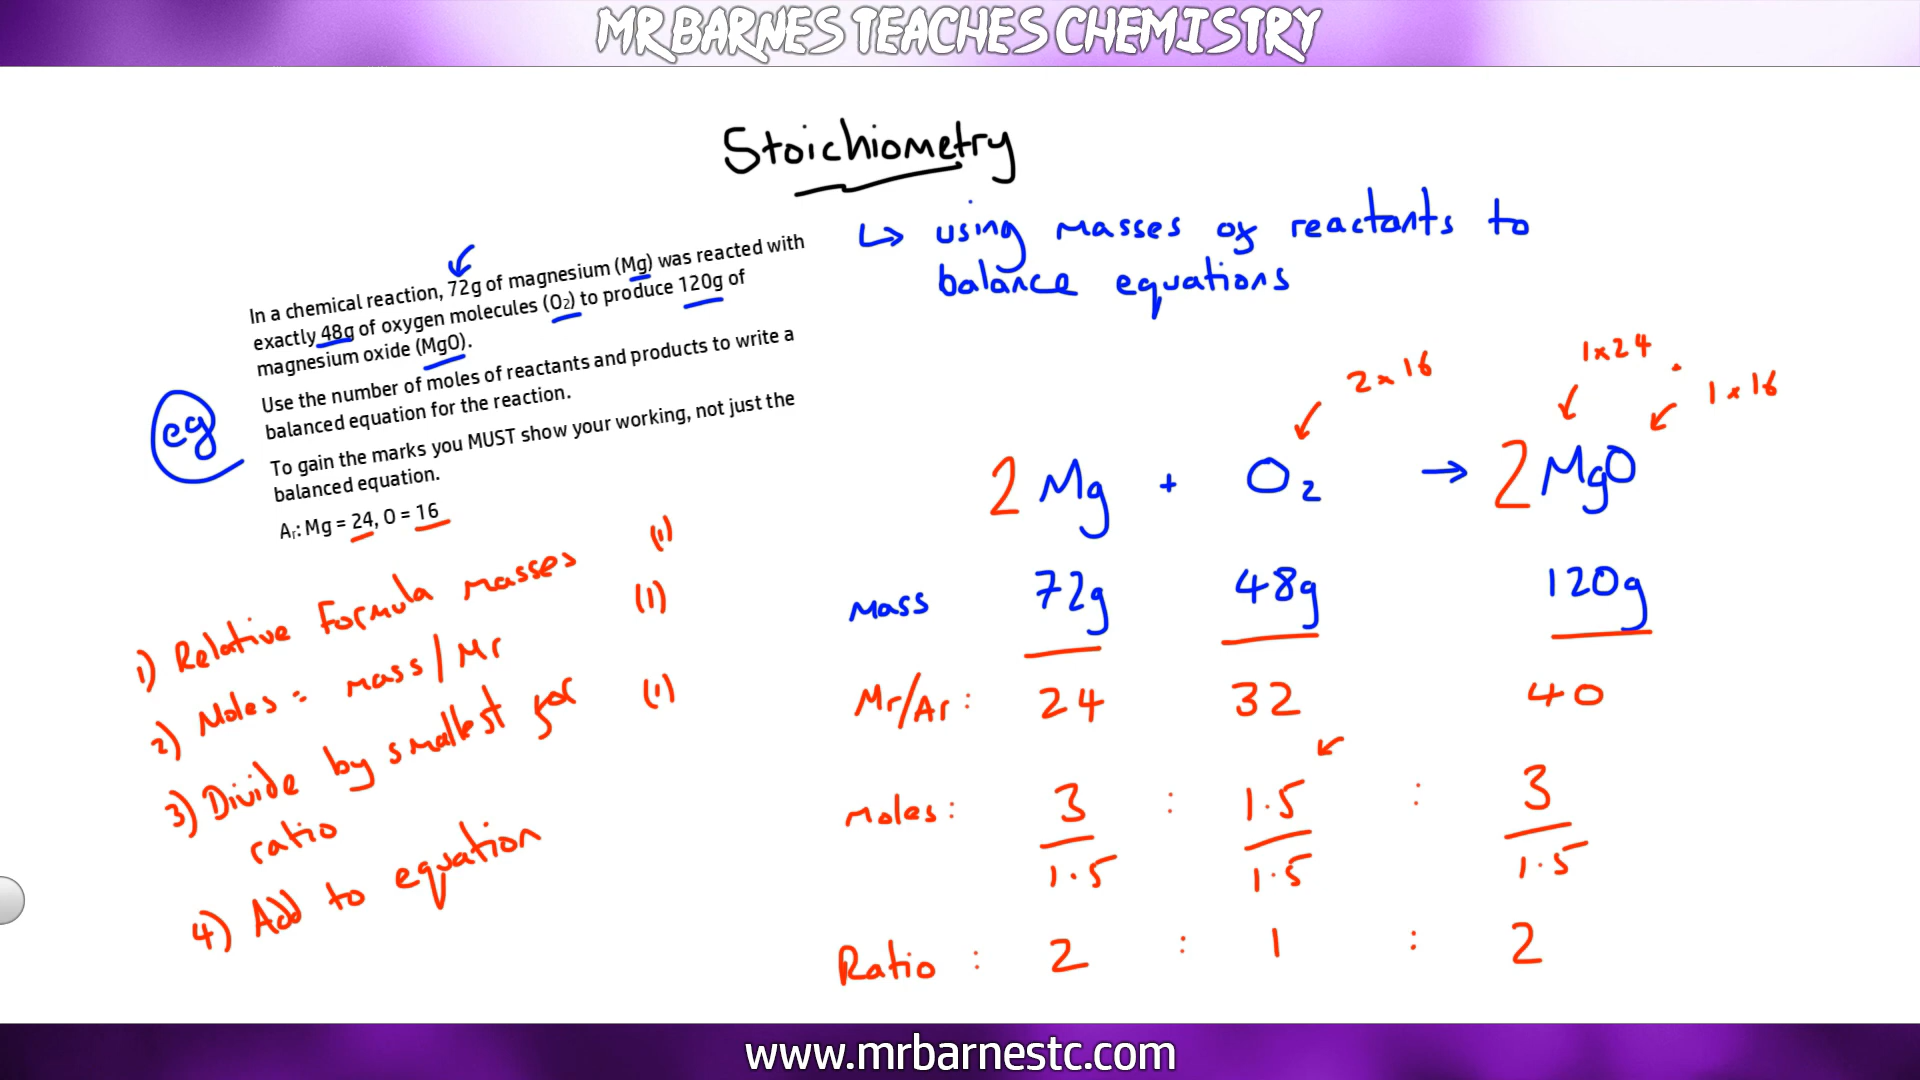 MR BARNES TEACHES CHEMISTRY
Stoichiometry
↳ using masses of reactants to
balance equations
In a chemical reaction, 72g of magnesium (Mg) was reacted with
exactly 48g of oxygen molecules (O₂) to produce 120g of
magnesium oxide (MgO).
Use the number of moles of reactants and products to write a
balanced equation for the reaction.
To gain the marks you MUST show your working, not just the
balanced equation.
Aᵣ: Mg = 24, O = 16
eg
1) Relative Formula masses (1)
2) Moles = mass / Mr (1)
3) Divide by smallest for (1)
ratio
4) Add to equation
2 x 16
1 x 24
1 x 16
2 Mg + O₂ → 2 MgO
Mass 72g 48g 120g
Mr/Ar: 24 32 40
Moles: 3 : 1.5 : 3
1.5 1.5 1.5
Ratio : 2 : 1 : 2
www.mrbarnestc.com